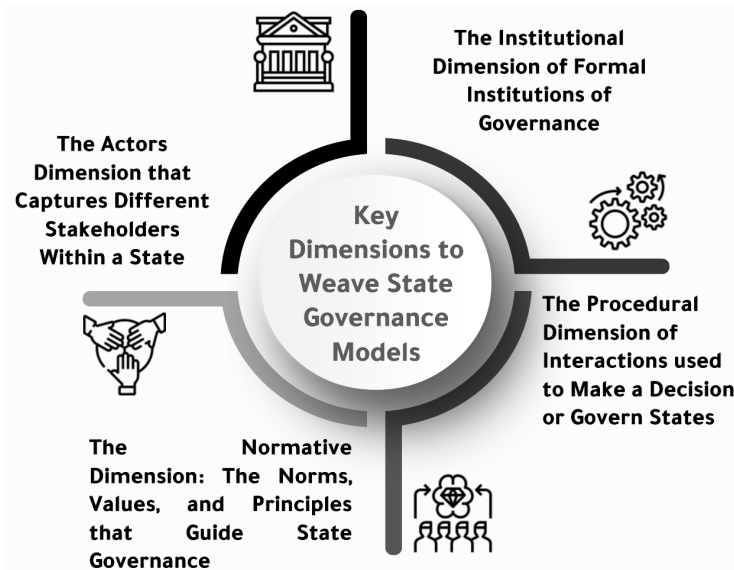 The Institutional
Dimension of Formal
Institutions of
Governance
The Actors
Dimension that
Captures Different
Stakeholders
Within a State
Key
Dimensions to
Weave State
Governance
Models
The Procedural
Dimension of
Interactions used
to Make a Decision
or Govern States
The Normative
Dimension: The Norms,
Values, and Principles
that Guide State
Governance